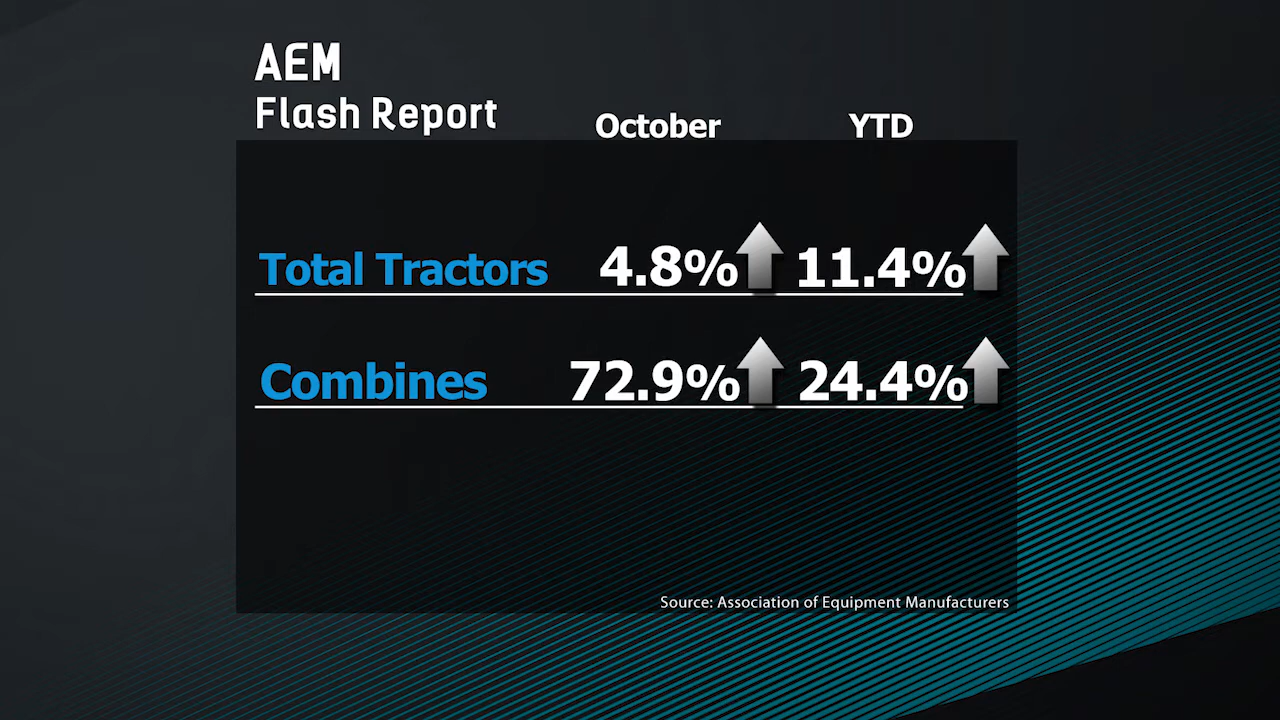 AEM
Flash Report
October YTD
Total Tractors 4.8% 11.4%
Combines 72.9% 24.4%
Source: Association of Equipment Manufacturers